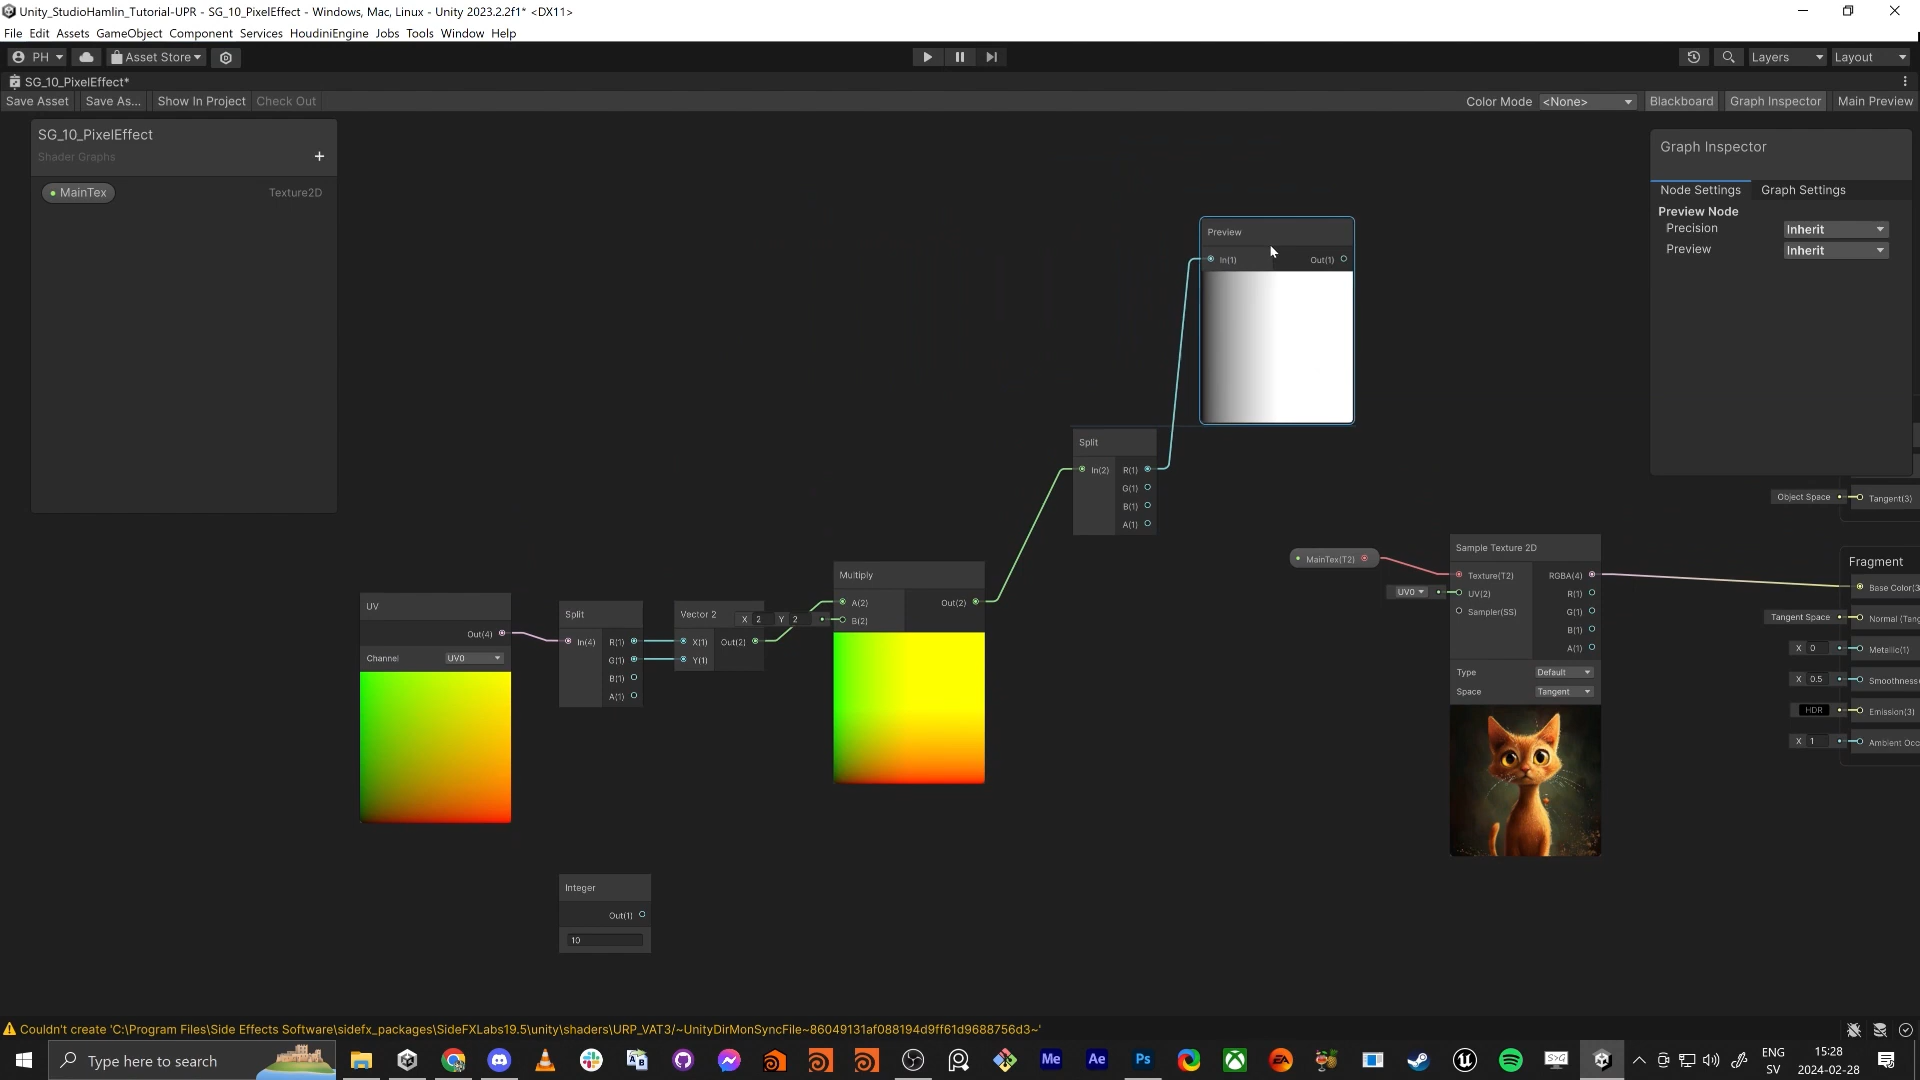 Unity_StudioHamlin_Tutorial-UPR - SG_10_PixelEffect - Windows, Mac, Linux - Unity 2023.2.2f1* <DX11>
File Edit Assets GameObject Component Services HoudiniEngine Jobs Tools Window Help
PH Asset Store Layers Layout
SG_10_PixelEffect*
Save Asset Save As... Show In Project Check Out Color Mode <None> Blackboard Graph Inspector Main Preview
SG_10_PixelEffect
Shader Graphs +
MainTex Texture2D
Graph Inspector
Node Settings Graph Settings
Preview Node
Precision Inherit
Preview Inherit
Preview
In(1) Out(1)
Split
In(2) R(1)
G(1)
B(1)
A(1)
Object Space Tangent(3)
Sample Texture 2D
MainTex(T2)
Texture(T2) RGBA(4)
UV0 UV(2) R(1)
Sampler(SS) G(1)
B(1)
A(1)
Type Default
Space Tangent
Fragment
Base Color(3
Tangent Space Normal (Tang
X 0 Metallic(1)
X 0.5 Smoothness
HDR Emission(3)
X 1 Ambient Occ
Multiply
A(2) Out(2)
X 2 Y 2 B(2)
UV
Out(4)
Channel UV0
Split
In(4) R(1)
G(1)
B(1)
A(1)
Vector 2
X(1) Out(2)
Y(1)
Integer
Out(1)
10
Couldn't create 'C:\Program Files\Side Effects Software\sidefx_packages\SideFXLabs19.5\unity\shaders\URP_VAT3/~UnityDirMonSyncFile~86049131af088194d9ff61d9688756d3~'
Type here to search
Me Ae Ps EA
ENG
SV
15:28
2024-02-28